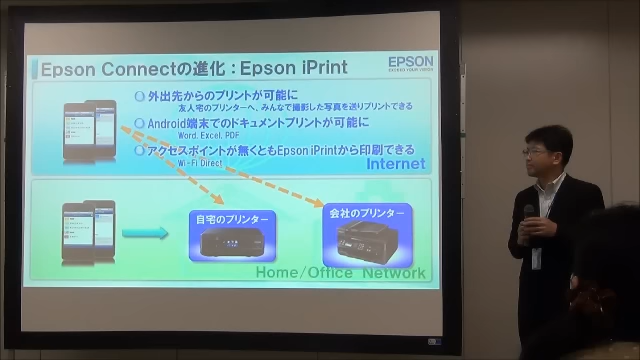 Epson Connectの進化：Epson iPrint
EPSON
EXCEED YOUR VISION
外出先からのプリントが可能に
友人宅のプリンターへ、みんなで撮影した写真を送りプリントできる
Android端末でのドキュメントプリントが可能に
Word, Excel, PDF
アクセスポイントが無くともEpson iPrintから印刷できる
Wi-Fi Direct
Internet
自宅のプリンター
会社のプリンター
Home/Office Network